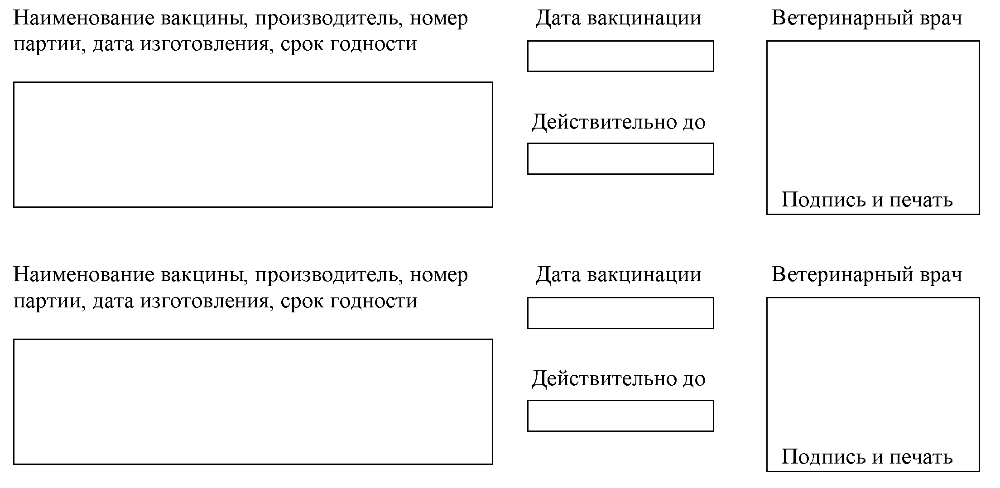 Наименование вакцины, производитель, номер
партии, дата изготовления, срок годности
Дата вакцинации
Действительно до
Ветеринарный врач
Подпись и печать
Наименование вакцины, производитель, номер
партии, дата изготовления, срок годности
Дата вакцинации
Действительно до
Ветеринарный врач
Подпись и печать